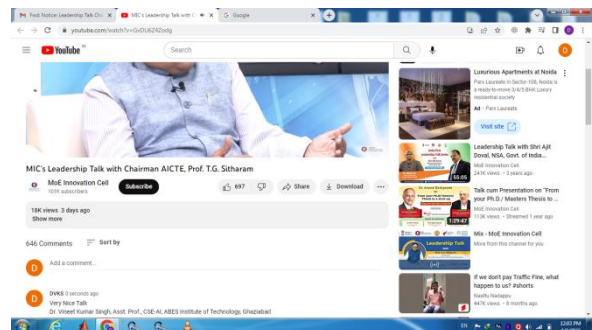 Fwd: Notice: Leadership Talk Cha
MIC's Leadership Talk with C
Google
youtube.com/watch?v=
YouTube
Search
MIC's Leadership Talk with Chairman AICTE, Prof. T.G. Sitharam
MoE Innovation Cell
101K subscribers
Subscribe
697
Share
Download
18K views 3 days ago
Show more
646 Comments
Sort by
Add a comment...
DVKS 0 seconds ago
Very Nice Talk
Dr. Vineet Kumar Singh, Asst. Prof., CSE-AI, ABES Institute of Technology, Ghaziabad
Luxurious Apartments at Noida
Parx Laureate in Sector-108, Noida is
a ready-to-move 3/4/5 BHK Luxury
residential society
Ad · Parx Laureate
Visit site
Leadership Talk with Shri Ajit
Doval, NSA, Govt. of India...
MoE Innovation Cell
241K views · 3 years ago
55:05
Talk cum Presentation on "From
your Ph.D./ Masters Thesis to ...
MoE Innovation Cell
113K views · Streamed 1 year ago
1:29:47
Mix - MoE Innovation Cell
More from this channel for you
Leadership Talk
If we don't pay Traffic Fine, what
happen to us? #shorts
Naidu Nadappu
447K views · 8 months ago
EN
12:03 PM